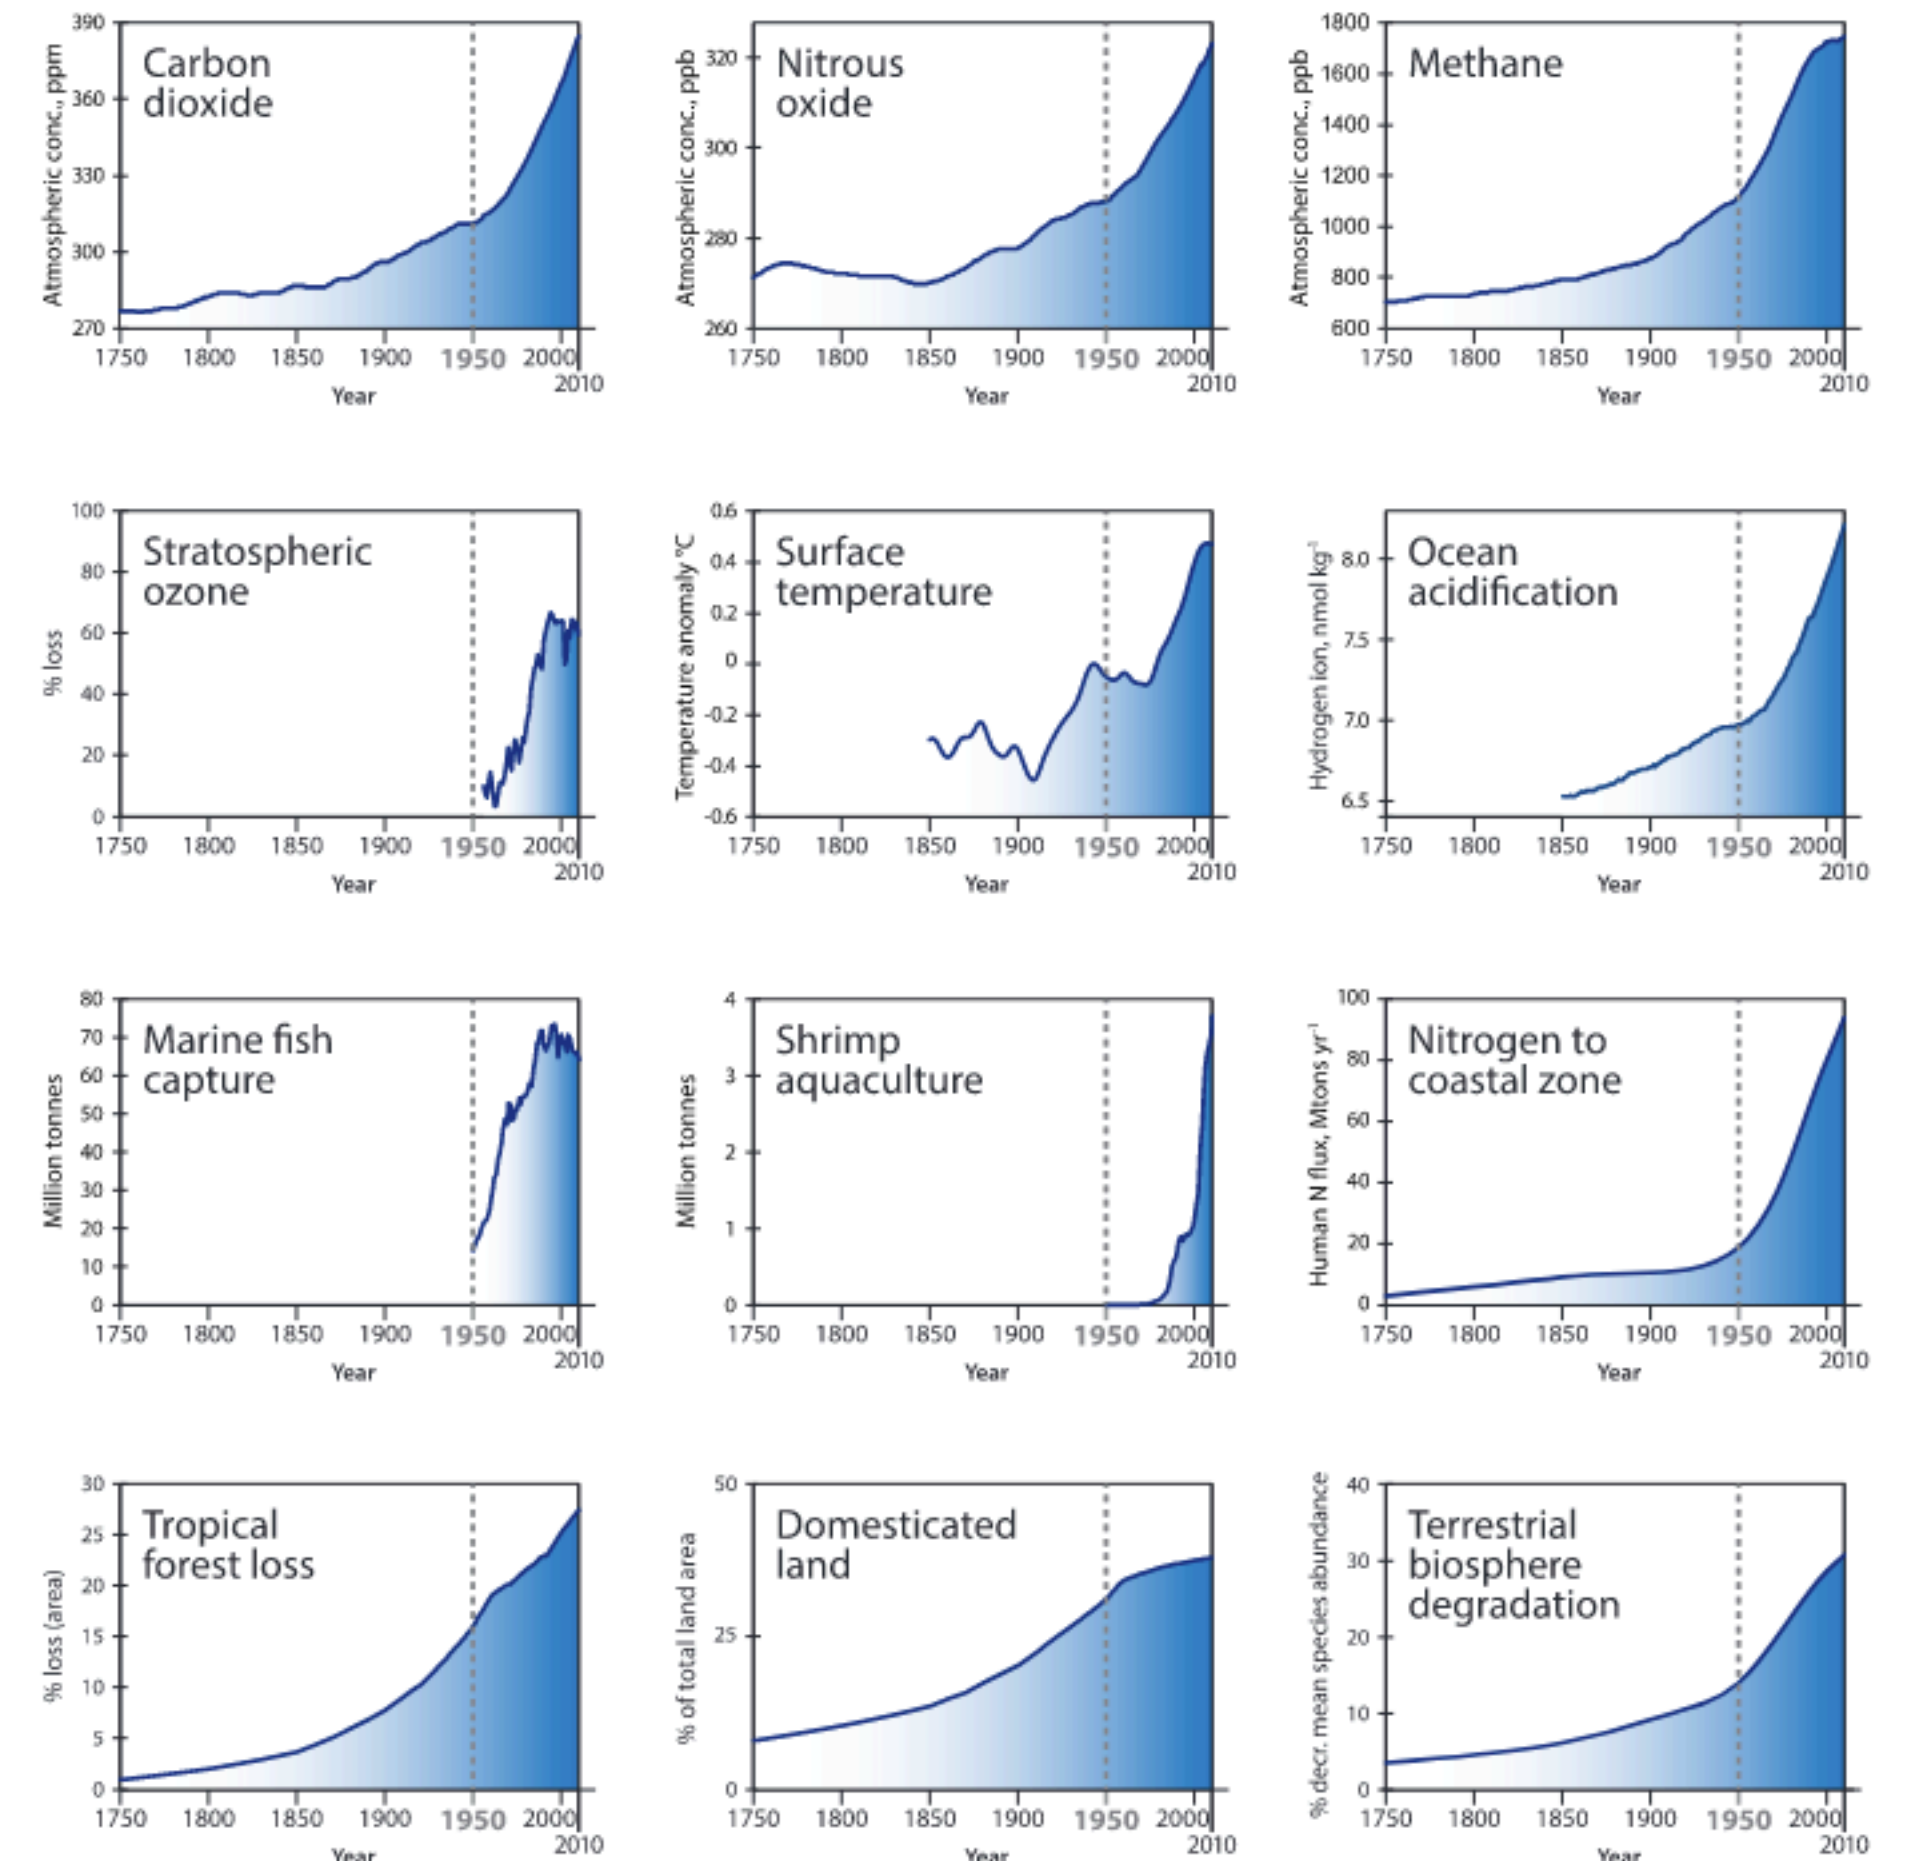 Carbon
dioxide
Atmospheric conc., ppm
390
360
330
300
270
1750 1800 1850 1900 1950 2000
2010
Year
Nitrous
oxide
Atmospheric conc., ppb
320
300
280
260
1750 1800 1850 1900 1950 2000
2010
Year
Methane
Atmospheric conc., ppb
1800
1600
1400
1200
1000
800
600
1750 1800 1850 1900 1950 2000
2010
Year
Stratospheric
ozone
% loss
100
80
60
40
20
0
1750 1800 1850 1900 1950 2000
2010
Year
Surface
temperature
Temperature anomaly °C
0.6
0.4
0.2
0
-0.2
-0.4
-0.6
1750 1800 1850 1900 1950 2000
2010
Year
Ocean
acidification
Hydrogen ion, nmol kg⁻¹
8.0
7.5
7.0
6.5
1750 1800 1850 1900 1950 2000
2010
Year
Marine fish
capture
Million tonnes
80
70
60
50
40
30
20
10
0
1750 1800 1850 1900 1950 2000
2010
Year
Shrimp
aquaculture
Million tonnes
4
3
2
1
0
1750 1800 1850 1900 1950 2000
2010
Year
Nitrogen to
coastal zone
Human N flux, Mtons yr⁻¹
100
80
60
40
20
0
1750 1800 1850 1900 1950 2000
2010
Year
Tropical
forest loss
% loss (area)
30
25
20
15
10
5
0
1750 1800 1850 1900 1950 2000
2010
Year
Domesticated
land
% of total land area
50
25
0
1750 1800 1850 1900 1950 2000
2010
Year
Terrestrial
biosphere
degradation
% decr. mean species abundance
40
30
20
10
0
1750 1800 1850 1900 1950 2000
2010
Year